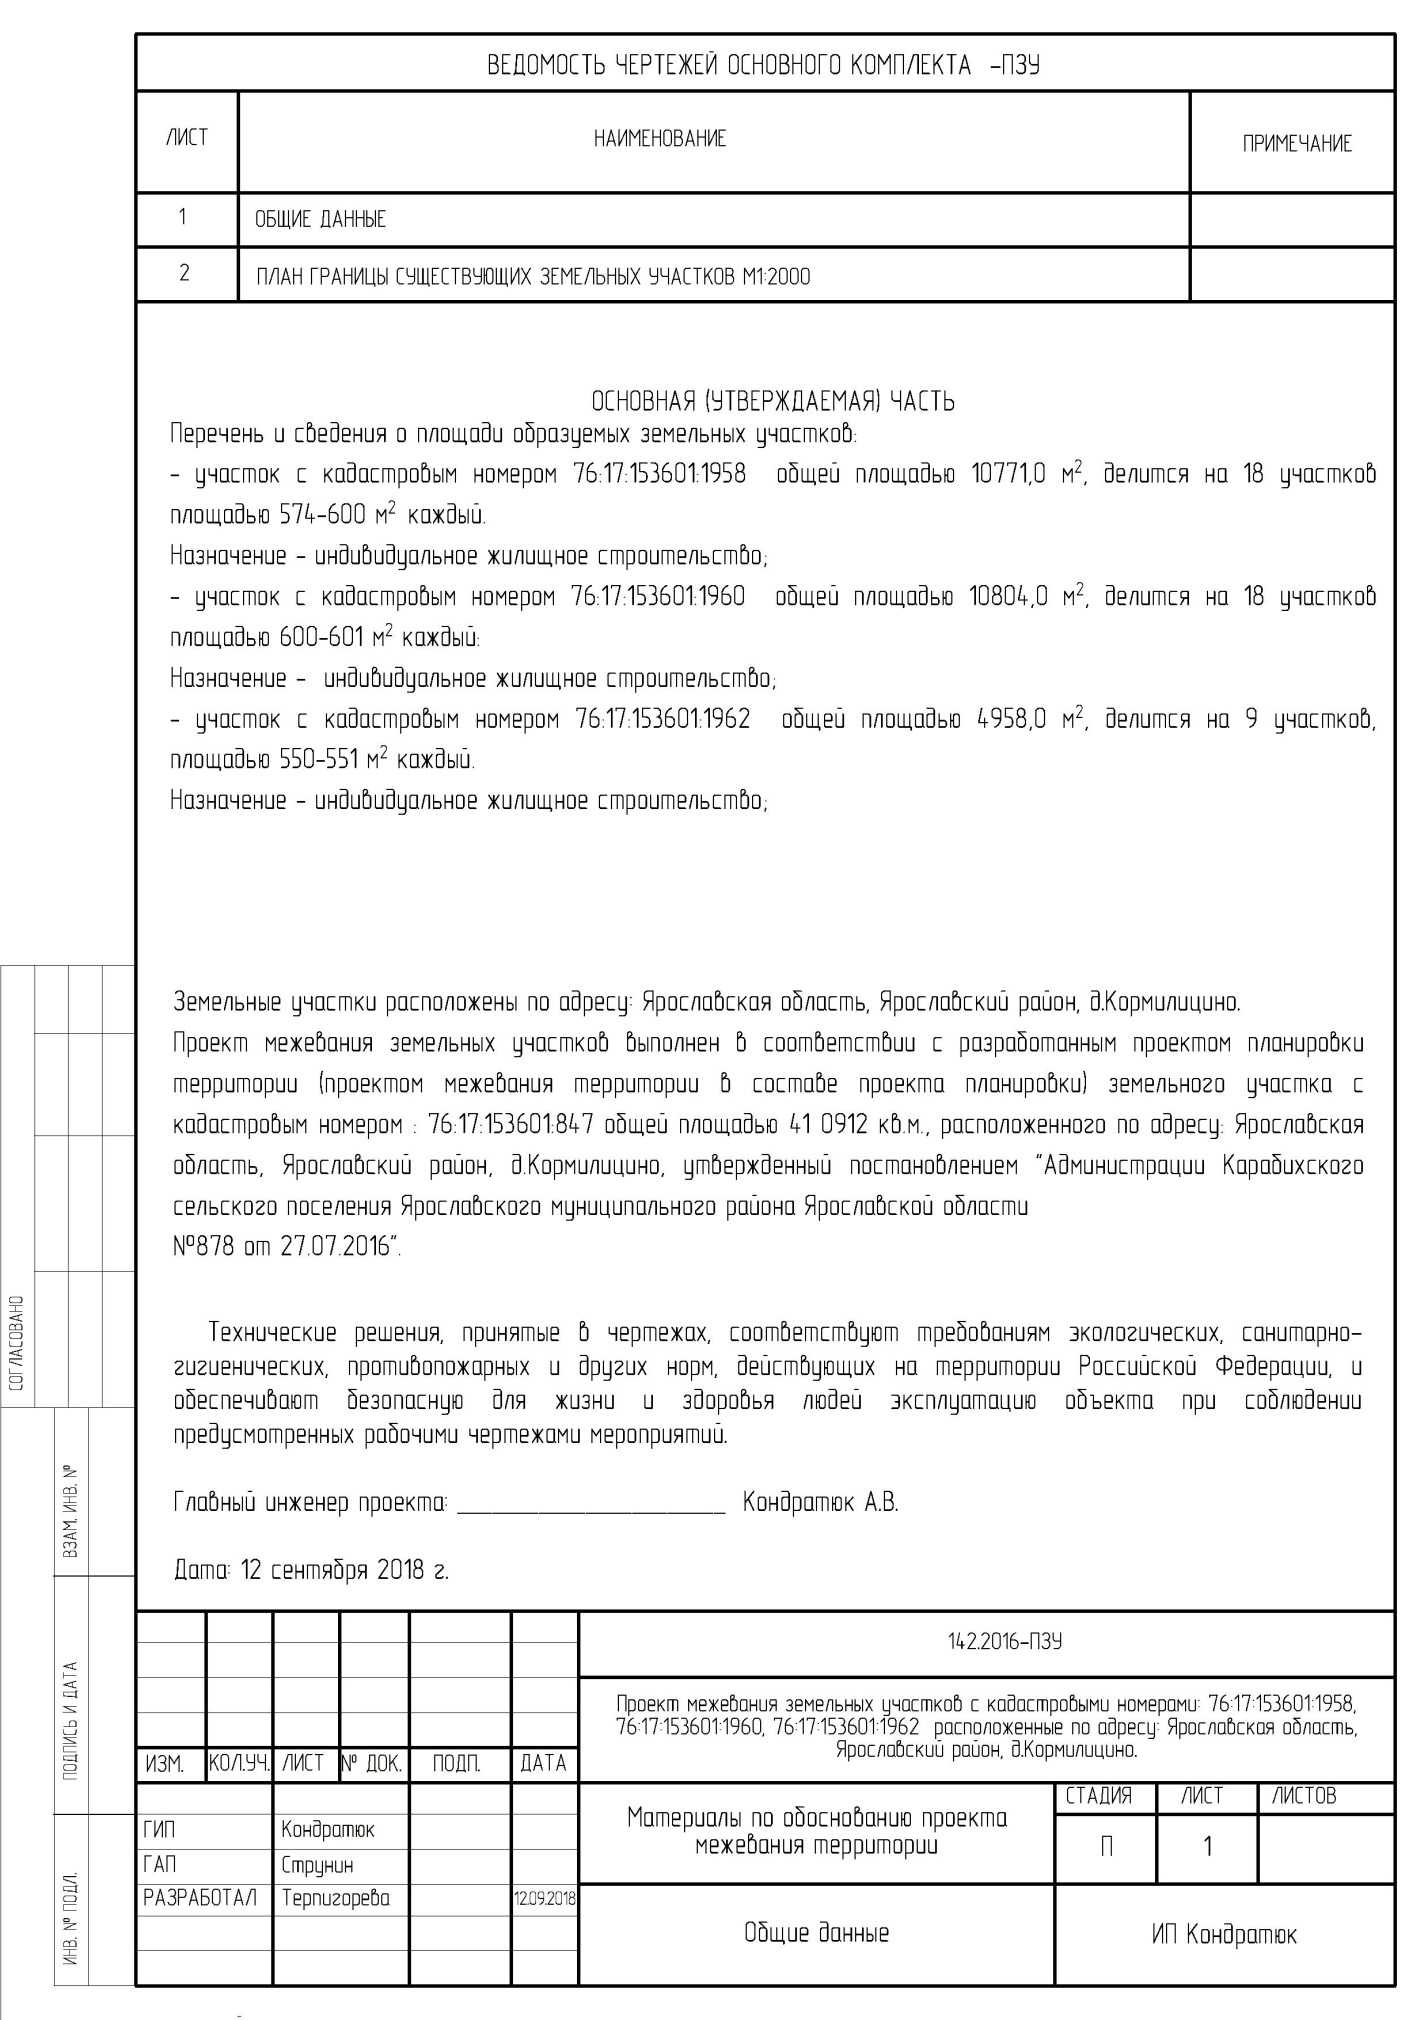 ВЕДОМОСТЬ ЧЕРТЕЖЕЙ ОСНОВНОГО КОМПЛЕКТА -ПЗУ
ЛИСТ НАИМЕНОВАНИЕ ПРИМЕЧАНИЕ
1 ОБЩИЕ ДАННЫЕ
2 ПЛАН ГРАНИЦЫ СУЩЕСТВУЮЩИХ ЗЕМЕЛЬНЫХ УЧАСТКОВ М1:2000
ОСНОВНАЯ (УТВЕРЖДАЕМАЯ) ЧАСТЬ
Перечень и сведения о площади образуемых земельных участков:
- участок с кадастровым номером 76:17:153601:1958 общей площадью 10771,0 м², делится на 18 участков
площадью 574-600 м² каждый.
Назначение - индивидуальное жилищное строительство;
- участок с кадастровым номером 76:17:153601:1960 общей площадью 10804,0 м², делится на 18 участков
площадью 600-601 м² каждый:
Назначение - индивидуальное жилищное строительство;
- участок с кадастровым номером 76:17:153601:1962 общей площадью 4958,0 м², делится на 9 участков,
площадью 550-551 м² каждый.
Назначение - индивидуальное жилищное строительство;
Земельные участки расположены по адресу: Ярославская область, Ярославский район, д.Кормилицино.
Проект межевания земельных участков выполнен в соответствии с разработанным проектом планировки
территории (проектом межевания территории в составе проекта планировки) земельного участка с
кадастровым номером : 76:17:153601:847 общей площадью 41 0912 кв.м., расположенного по адресу: Ярославская
область, Ярославский район, д.Кормилицино, утвержденный постановлением "Администрации Карабихского
сельского поселения Ярославского муниципального района Ярославской области
№878 от 27.07.2016".
Технические решения, принятые в чертежах, соответствуют требованиям экологических, санитарно-
гигиенических, противопожарных и других норм, действующих на территории Российской Федерации, и
обеспечивают безопасную для жизни и здоровья людей эксплуатацию объекта при соблюдении
предусмотренных рабочими чертежами мероприятий.
Главный инженер проекта: ____________________ Кондратюк А.В.
Дата: 12 сентября 2018 г.
СОГЛАСОВАНО
ВЗАМ. ИНВ. №
ПОДПИСЬ И ДАТА
ИНВ. № ПОДЛ.
142.2016-ПЗУ
Проект межевания земельных участков с кадастровыми номерами: 76:17:153601:1958,
76:17:153601:1960, 76:17:153601:1962 расположенные по адресу: Ярославская область,
Ярославский район, д.Кормилицино.
ИЗМ. КОЛ.УЧ. ЛИСТ № ДОК. ПОДП. ДАТА
ГИП Кондратюк
ГАП Струнин
РАЗРАБОТАЛ Терпигорева 12.09.2018
Материалы по обоснованию проекта
межевания территории
СТАДИЯ ЛИСТ ЛИСТОВ
П 1
Общие данные
ИП Кондратюк